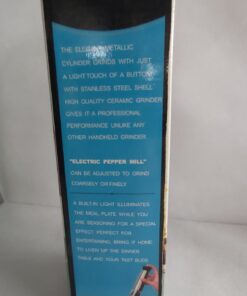 THE SLEEK METALLIC
CYLINDER GRINDS WITH JUST
A LIGHT TOUCH OF A BUTTON
WITH STAINLESS STEEL SHELL
HIGH QUALITY CERAMIC GRINDER
GIVES IT A PROFESSIONAL
PERFORMANCE UNLIKE ANY
OTHER HANDHELD GRINDER.
"ELECTRIC PEPPER MILL"
CAN BE ADJUSTED TO GRIND
COARSELY OR FINELY
A BUILT-IN LIGHT ILLUMINATES
THE MEAL PLATE WHILE YOU
ARE SEASONING FOR A SPECIAL
EFFECT PERFECT FOR
ENTERTAINING. BRING IT HOME
TO LIVEN UP THE DINNER
TABLE AND YOUR TAST BUDS